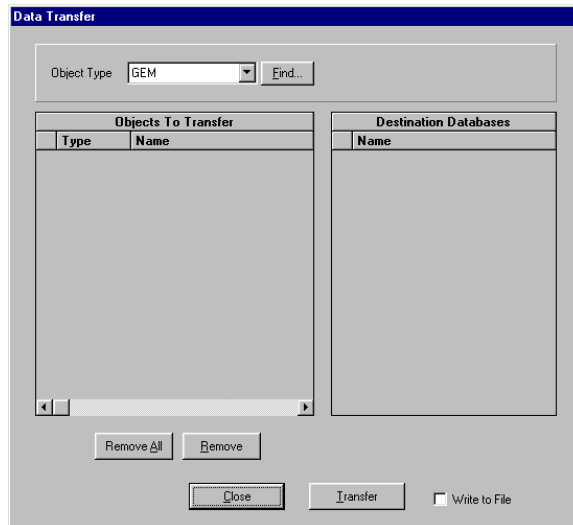 Data Transfer
Object Type GEM Find...
Objects To Transfer Destination Databases
Type Name Name
Remove All Remove
Close Transfer Write to File